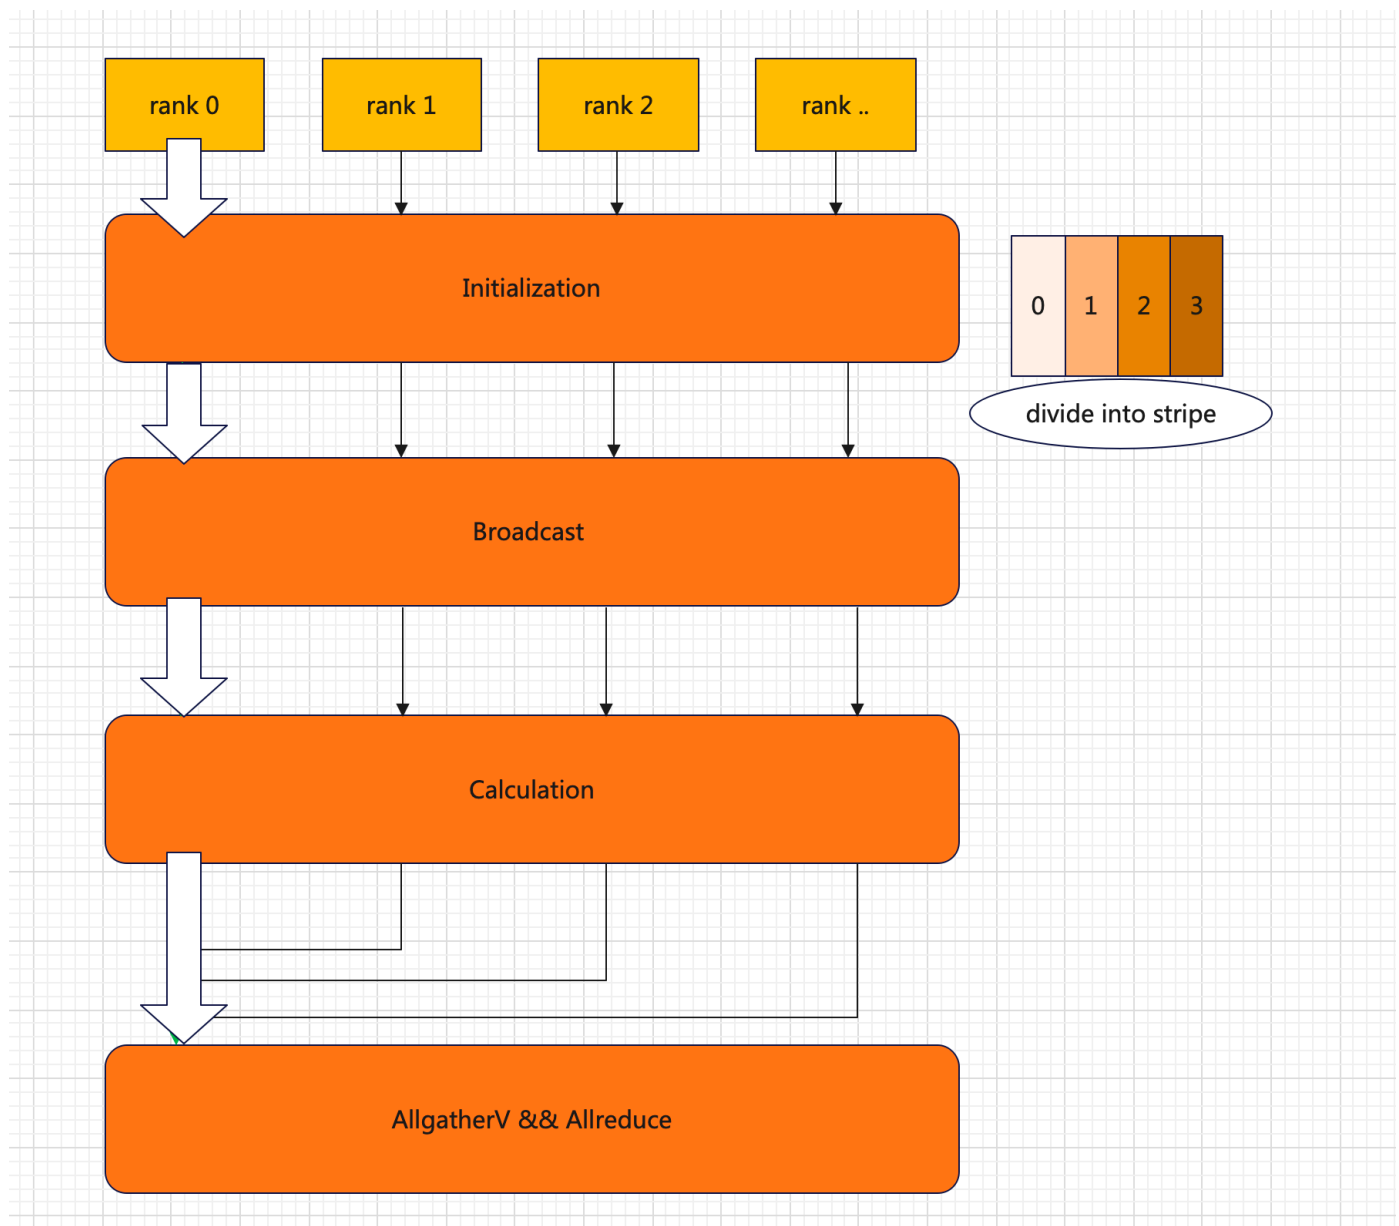 rank 0
rank 1
rank 2
rank ..
Initialization
0
1
2
3
divide into stripe
Broadcast
Calculation
AllgatherV && Allreduce